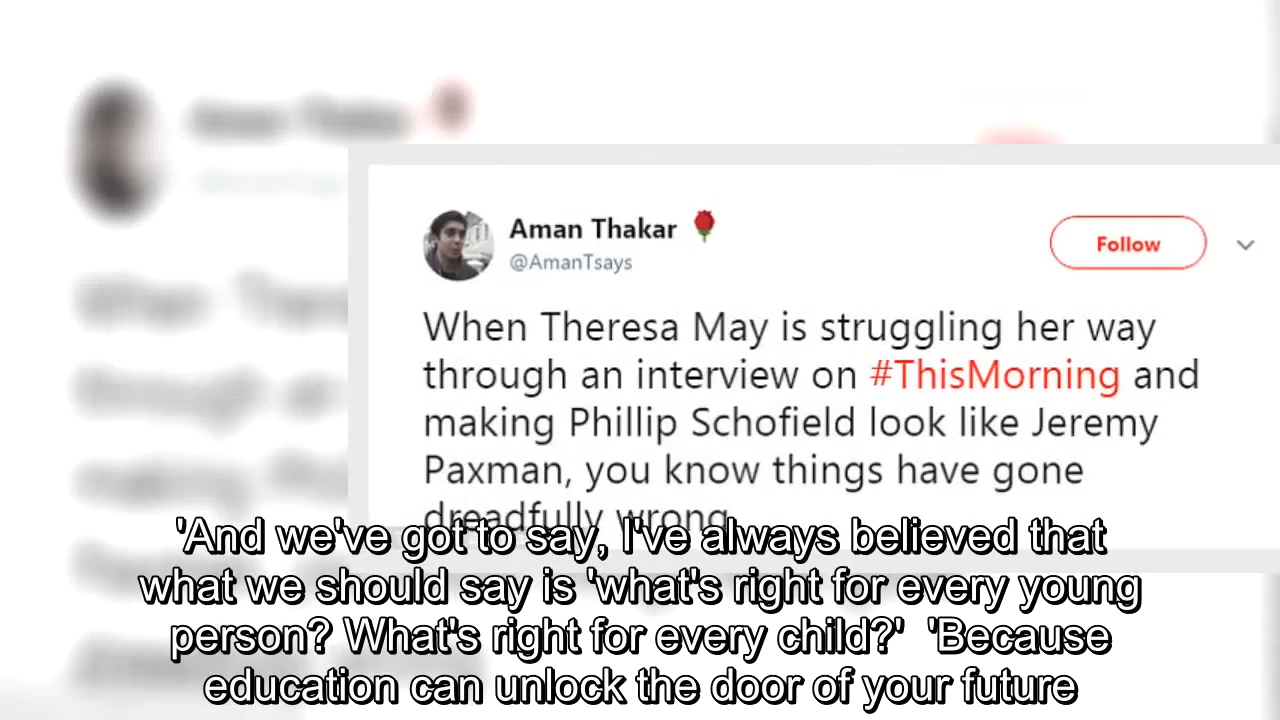 Aman Thakar 🌹
@AmanTsays
Follow
When Theresa May is struggling her way
through an interview on #ThisMorning and
making Phillip Schofield look like Jeremy
Paxman, you know things have gone
dreadfully wrong
'And we've got to say, I've always believed that
what we should say is 'what's right for every young
person? What's right for every child?'  'Because
education can unlock the door of your future